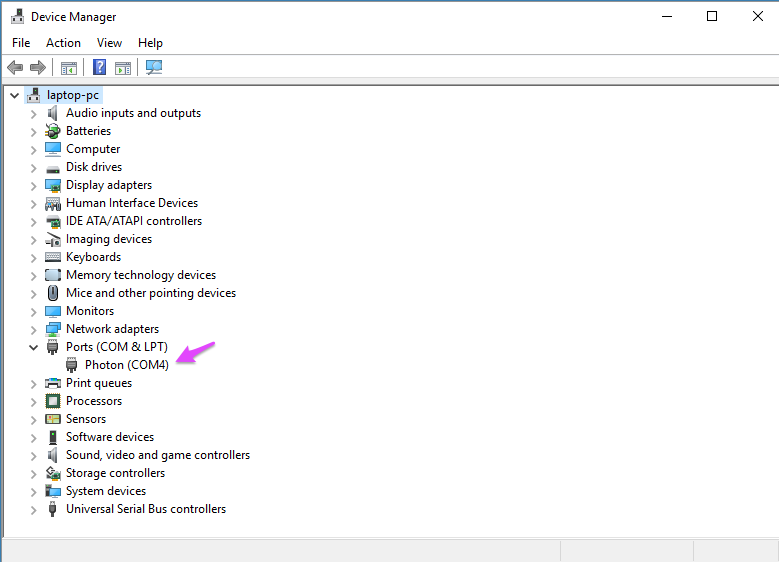 Device Manager
File Action View Help
laptop-pc
Audio inputs and outputs
Batteries
Computer
Disk drives
Display adapters
Human Interface Devices
IDE ATA/ATAPI controllers
Imaging devices
Keyboards
Memory technology devices
Mice and other pointing devices
Monitors
Network adapters
Ports (COM & LPT)
Photon (COM4)
Print queues
Processors
Sensors
Software devices
Sound, video and game controllers
Storage controllers
System devices
Universal Serial Bus controllers